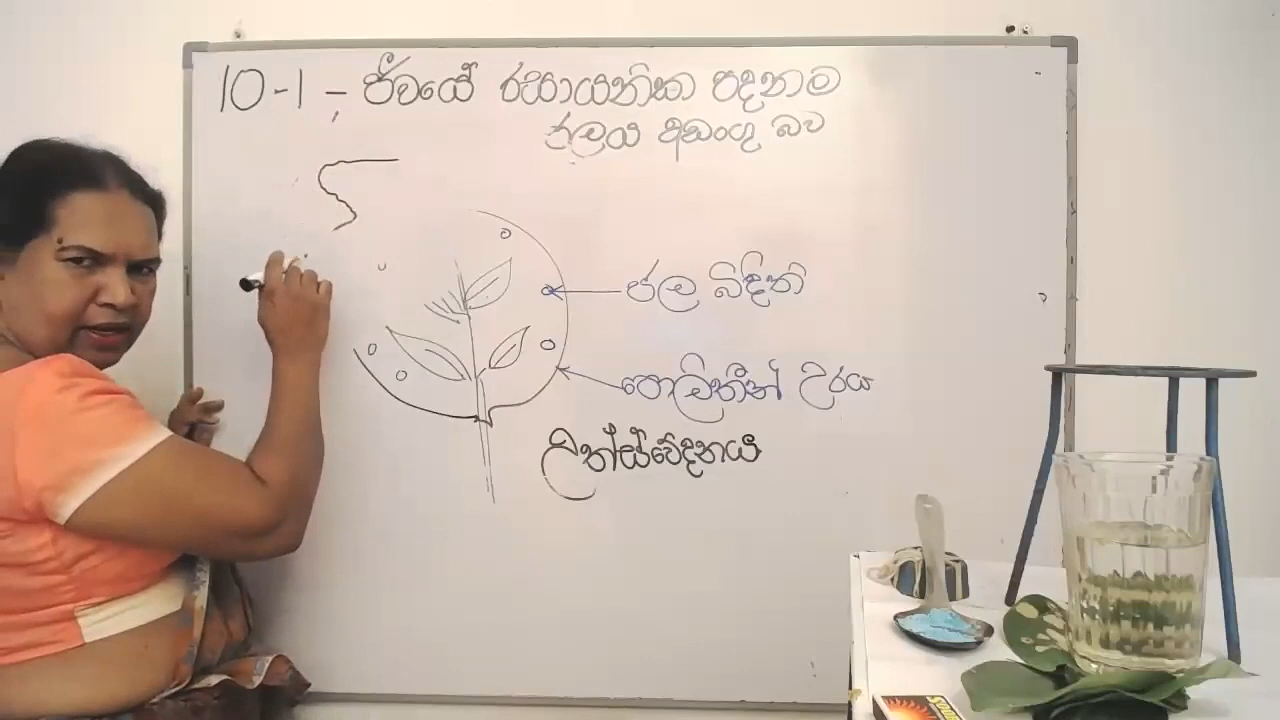 10-1 - ජීවයේ රසායනික පදනම
ජලය අඩංගු බව
ජල බිඳිති
පොලිතීන් උරය
උත්ස්වේදනය